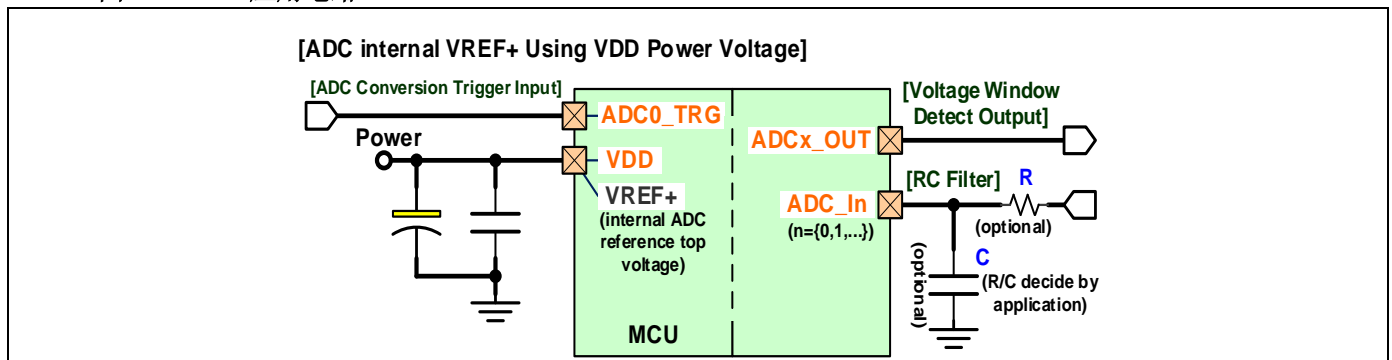 [ADC internal VREF+ Using VDD Power Voltage]
[ADC Conversion Trigger Input]
ADC0_TRG
Power
VDD
VREF+
(internal ADC
reference top
voltage)
MCU
[Voltage Window
Detect Output]
ADCx_OUT
[RC Filter]
R
ADC_In
(optional)
(n={0,1,...})
C
(optional)
(R/C decide by
application)